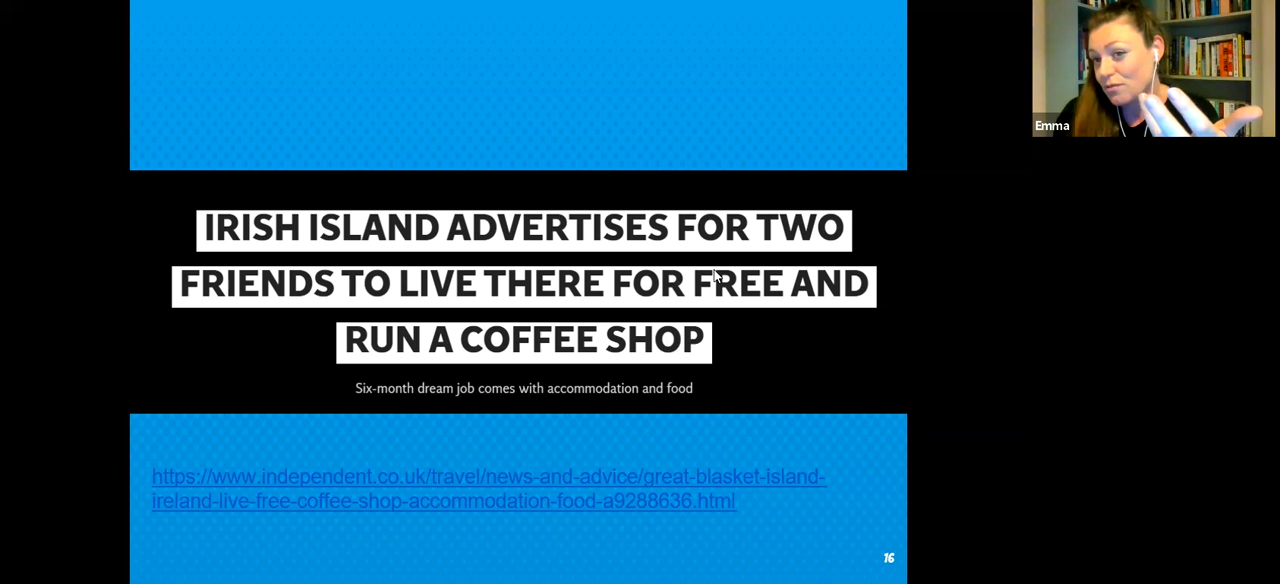 Emma
IRISH ISLAND ADVERTISES FOR TWO
FRIENDS TO LIVE THERE FOR FREE AND
RUN A COFFEE SHOP
Six-month dream job comes with accommodation and food
https://www.independent.co.uk/travel/news-and-advice/great-blasket-island-
ireland-live-free-coffee-shop-accommodation-food-a9288636.html
16